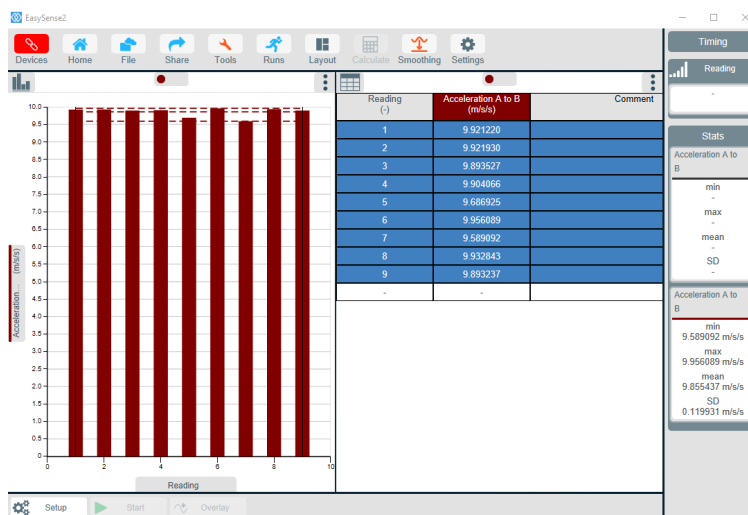 EasySense2
Devices Home File Share Tools Runs Layout Calculate Smoothing Settings
Timing
Reading
-
10.0
9.5
9.0
8.5
8.0
7.5
7.0
6.5
6.0
5.5
5.0
4.5
4.0
3.5
3.0
2.5
2.0
1.5
1.0
0.5
0
Acceleration... (m/s/s)
0 2 4 6 8 10
Reading
Reading (-) Acceleration A to B (m/s/s) Comment
1 9.921220
2 9.921930
3 9.893527
4 9.904066
5 9.686925
6 9.956089
7 9.589092
8 9.932843
9 9.893237
- -
Stats
Acceleration A to
B
min
-
max
-
mean
-
SD
-
Acceleration A to
B
min
9.589092 m/s/s
max
9.956089 m/s/s
mean
9.855437 m/s/s
SD
0.119931 m/s/s
Setup Start Overlay